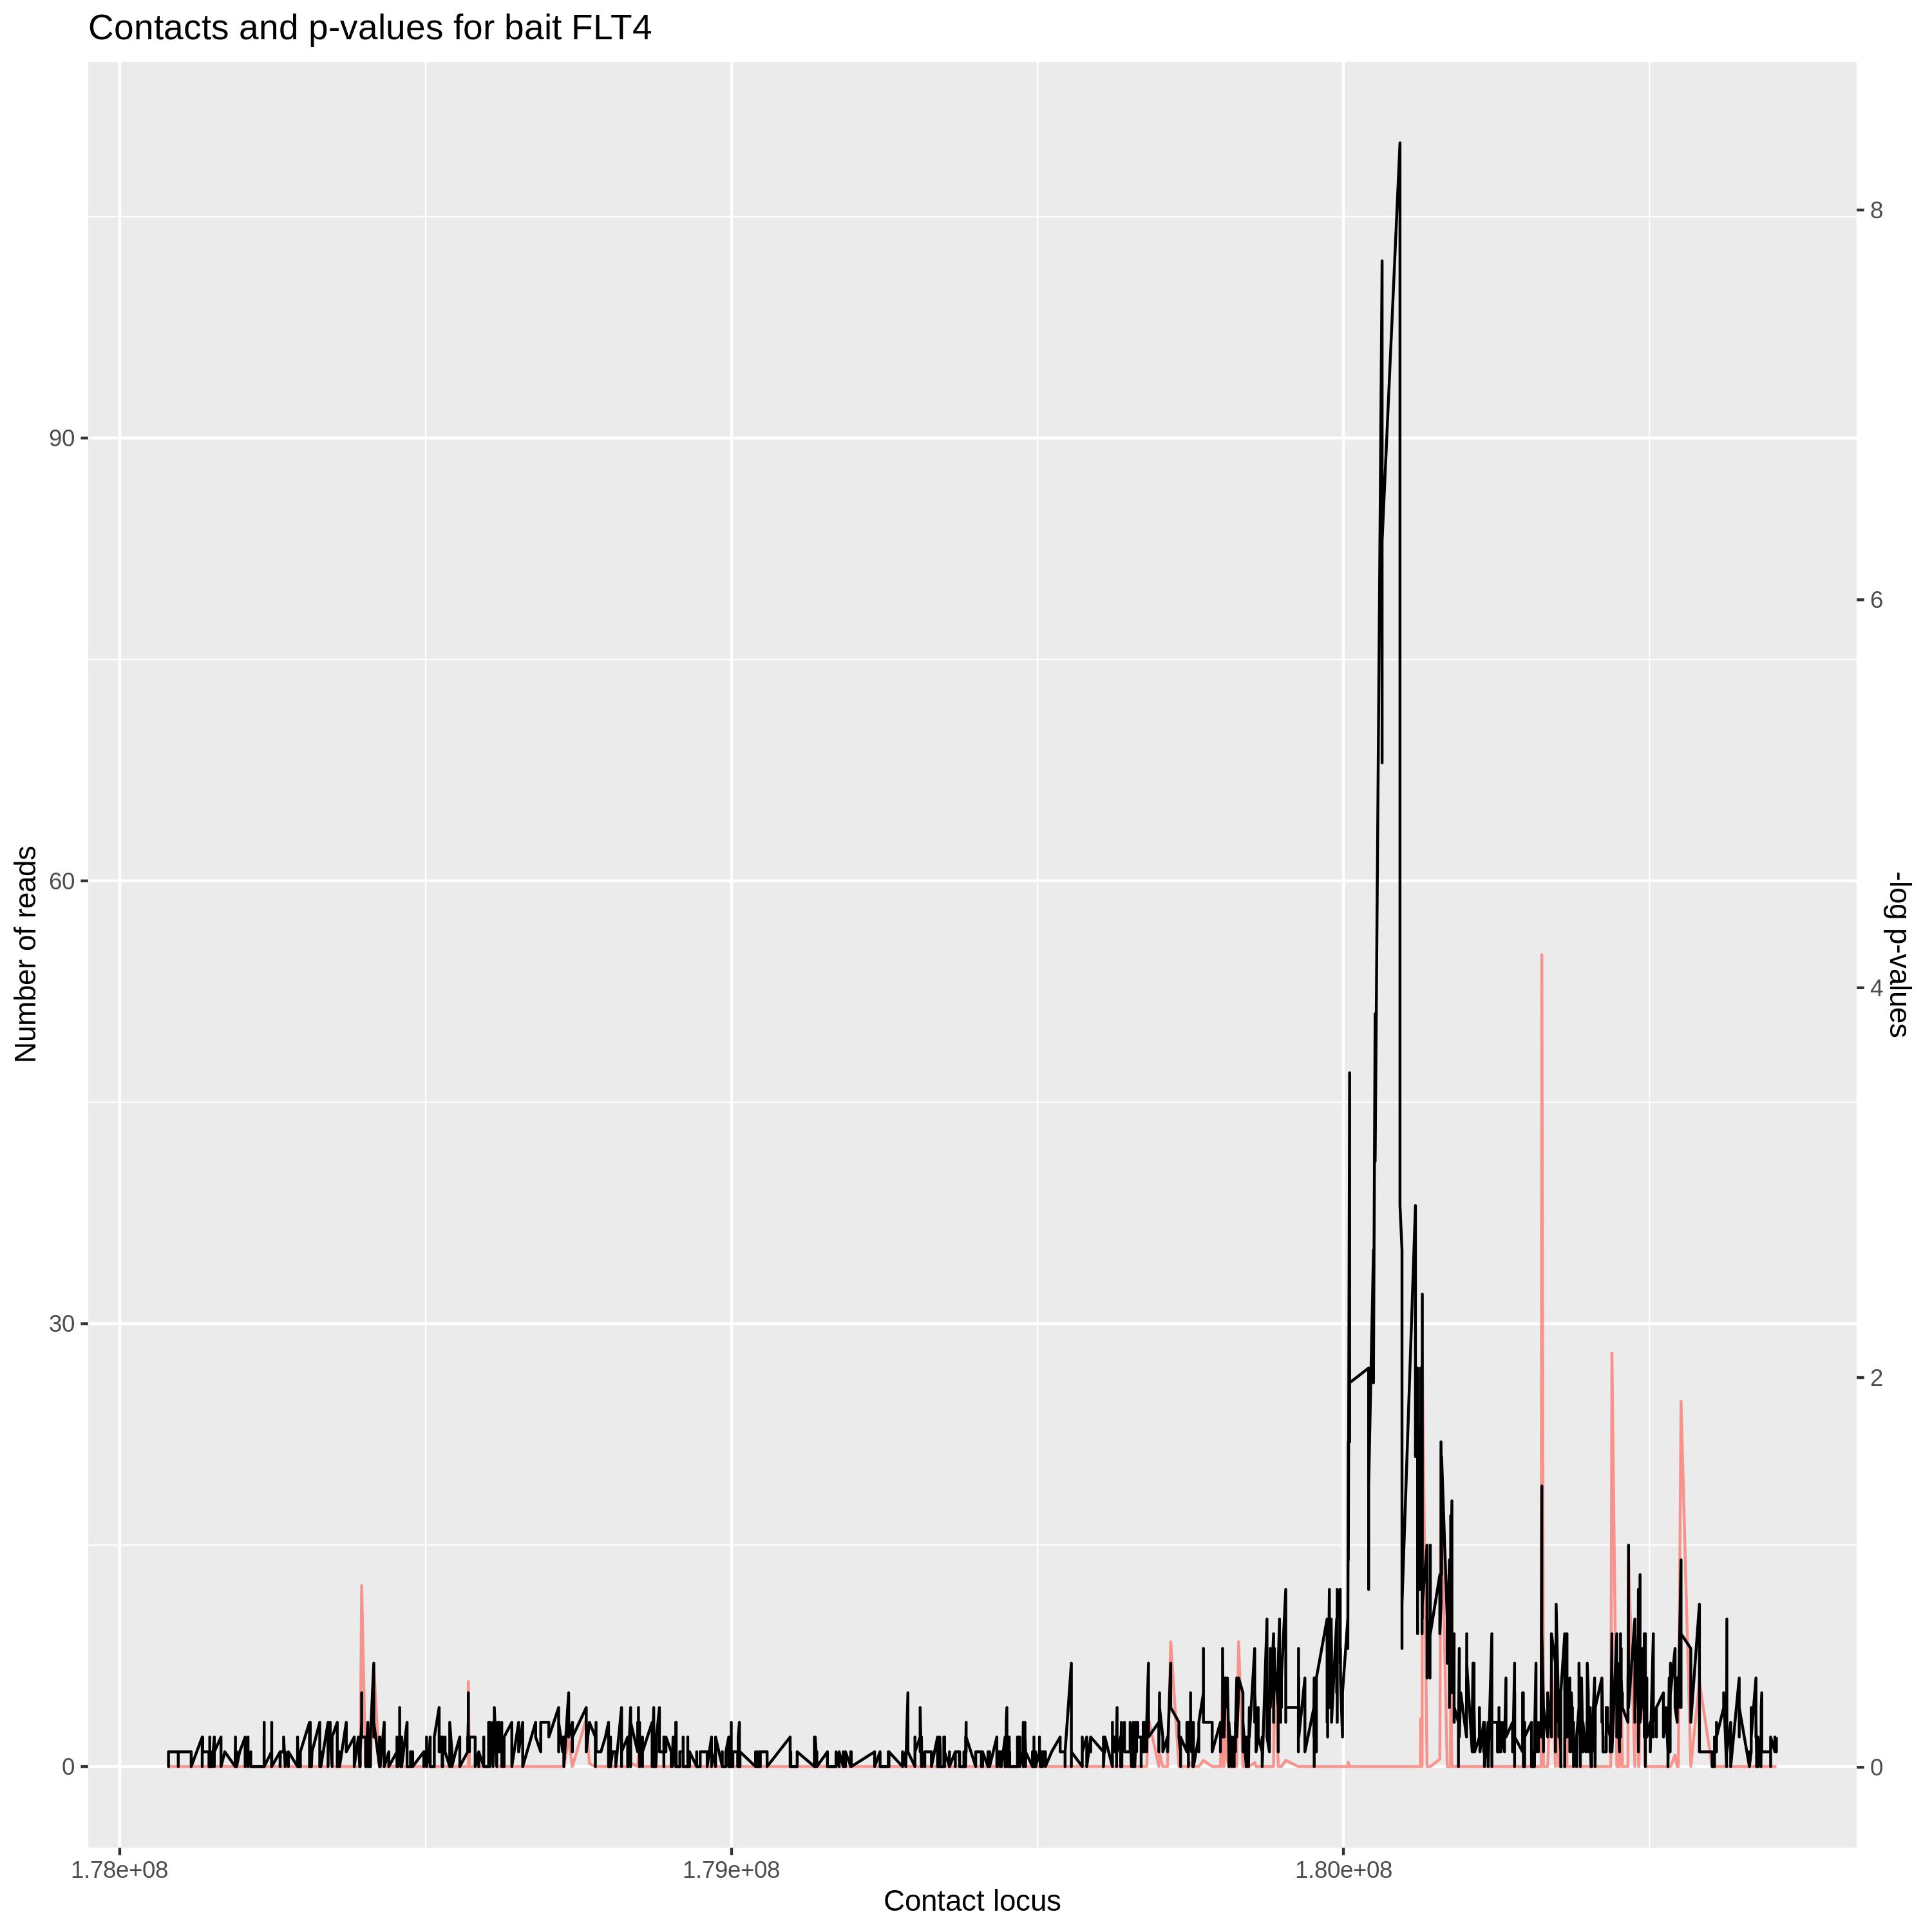 Contacts and p-values for bait FLT4
8
90
6
60
Number of reads
-log p-values
4
30
2
0
0
1.78e+08
1.79e+08
1.80e+08
Contact locus